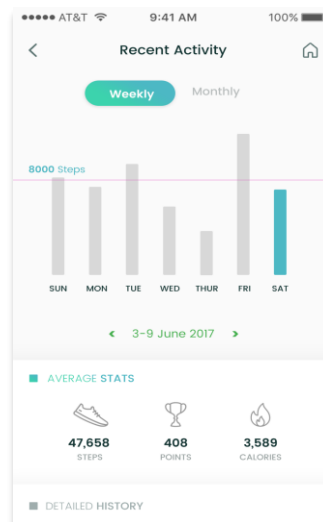 AT&T 9:41 AM 100%
Recent Activity
Weekly Monthly
8000 Steps
SUN MON TUE WED THUR FRI SAT
< 3-9 June 2017 >
AVERAGE STATS
47,658 408 3,589
STEPS POINTS CALORIES
DETAILED HISTORY